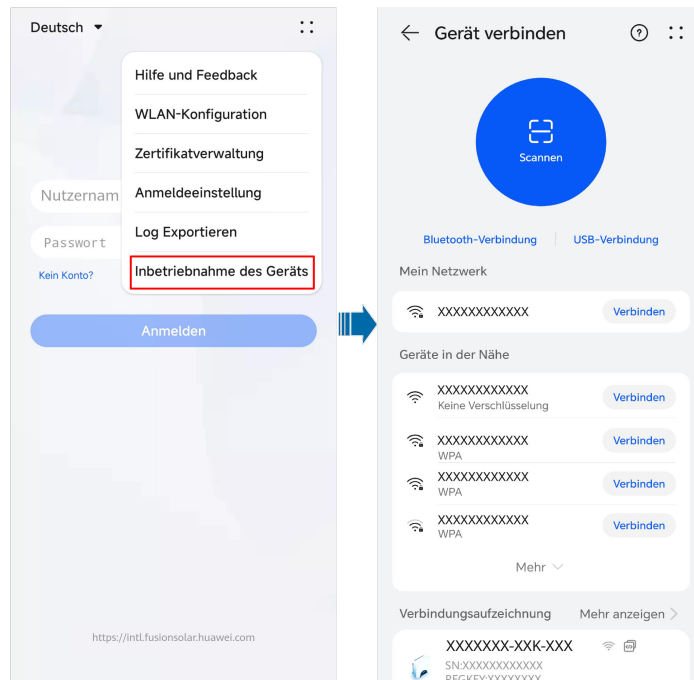 Deutsch
Hilfe und Feedback
WLAN-Konfiguration
Zertifikatverwaltung
Nutzernam
Anmeldeeinstellung
Passwort
Log Exportieren
Kein Konto?
Inbetriebnahme des Geräts
Anmelden
https://intl.fusionsolar.huawei.com
Gerät verbinden
Scannen
Bluetooth-Verbindung
USB-Verbindung
Mein Netzwerk
XXXXXXXXXXXX Verbinden
Geräte in der Nähe
XXXXXXXXXXXX Verbinden
Keine Verschlüsselung
XXXXXXXXXXXX Verbinden
WPA
XXXXXXXXXXXX Verbinden
WPA
XXXXXXXXXXXX Verbinden
WPA
Mehr
Verbindungsaufzeichnung Mehr anzeigen
XXXXXXX-XXK-XXX
SN:XXXXXXXXXXXX
REGKEY:XXXXXXXX